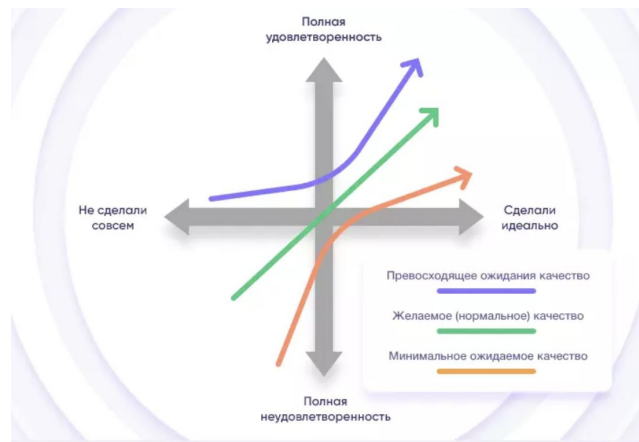 Полная
удовлетворенность
Не сделали
совсем
Сделали
идеально
Превосходящее ожидания качество
Желаемое (нормальное) качество
Минимальное ожидаемое качество
Полная
неудовлетворенность